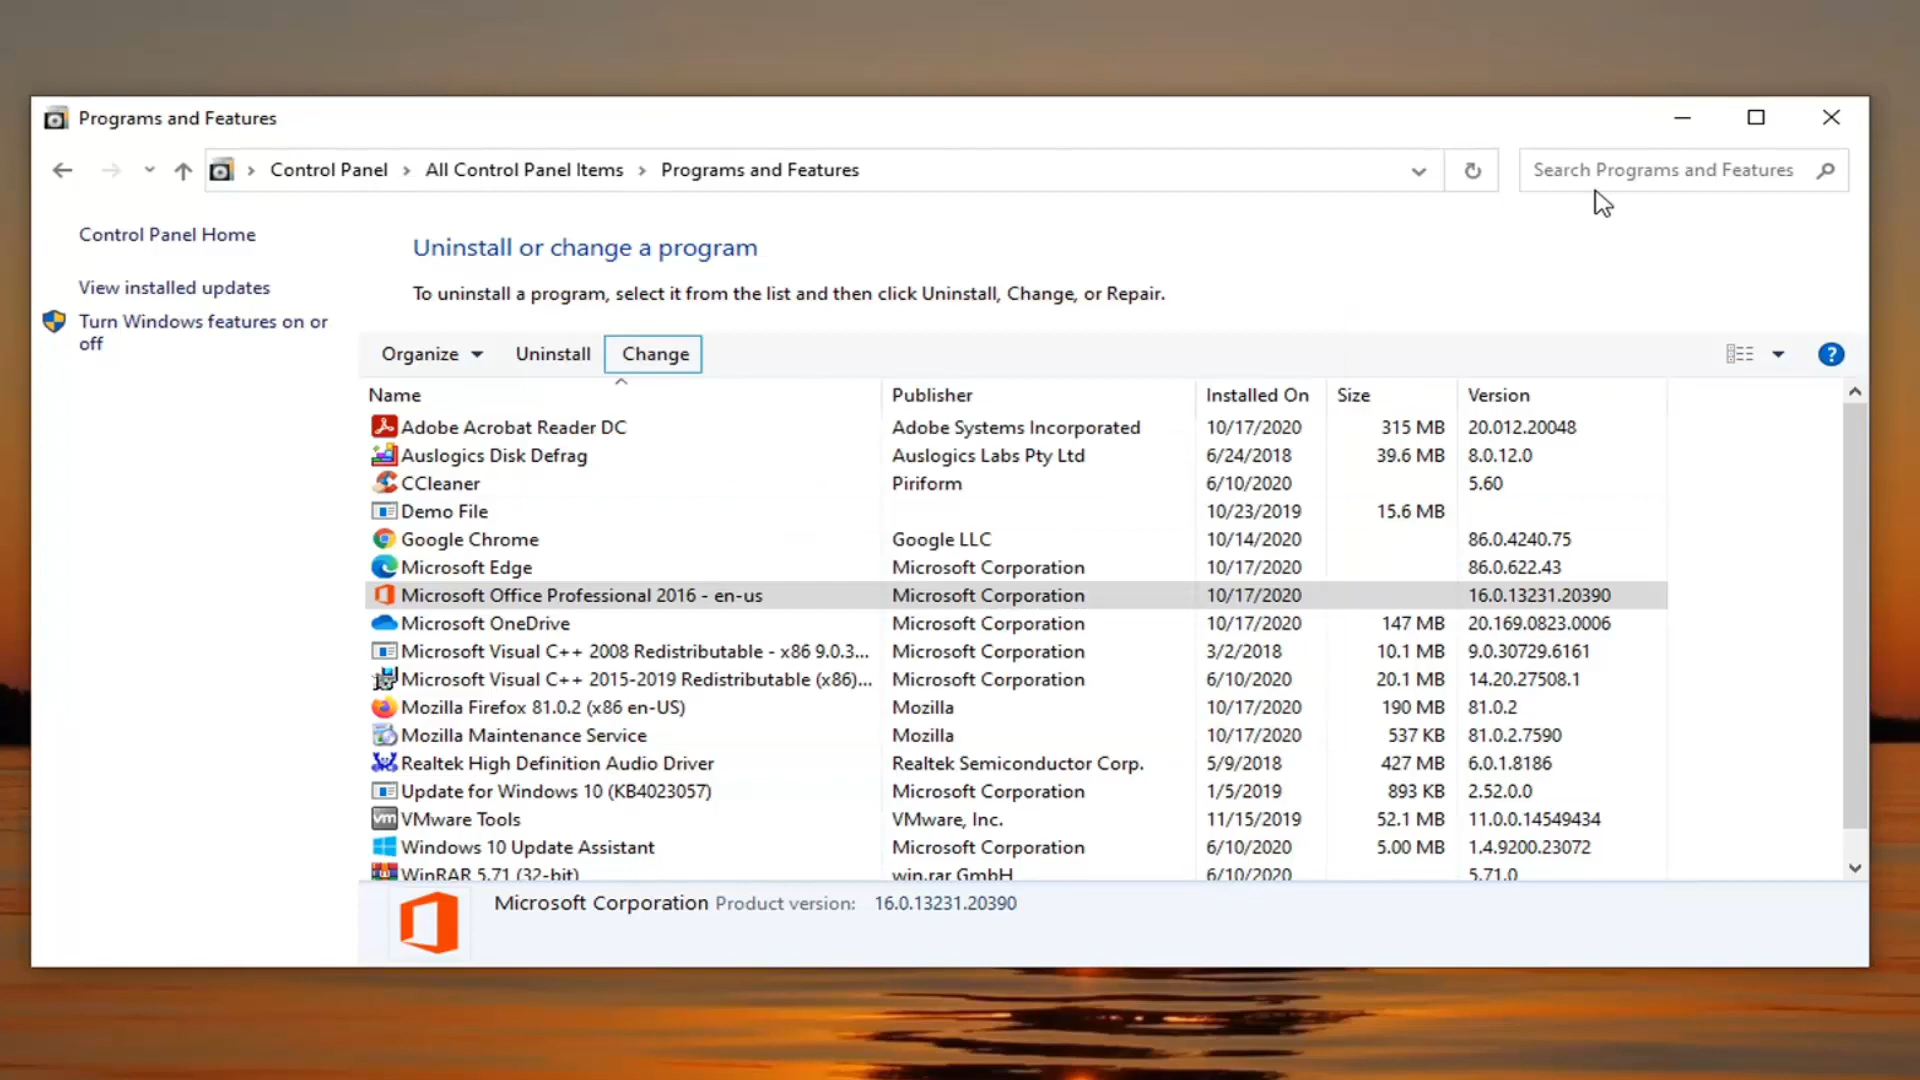 Programs and Features
Control Panel > All Control Panel Items > Programs and Features
Search Programs and Features
Control Panel Home
View installed updates
Turn Windows features on or
off
Uninstall or change a program
To uninstall a program, select it from the list and then click Uninstall, Change, or Repair.
Organize Uninstall Change
?
Name Publisher Installed On Size Version
Adobe Acrobat Reader DC Adobe Systems Incorporated 10/17/2020 315 MB 20.012.20048
Auslogics Disk Defrag Auslogics Labs Pty Ltd 6/24/2018 39.6 MB 8.0.12.0
CCleaner Piriform 6/10/2020 5.60
Demo File 10/23/2019 15.6 MB
Google Chrome Google LLC 10/14/2020 86.0.4240.75
Microsoft Edge Microsoft Corporation 10/17/2020 86.0.622.43
Microsoft Office Professional 2016 - en-us Microsoft Corporation 10/17/2020 16.0.13231.20390
Microsoft OneDrive Microsoft Corporation 10/17/2020 147 MB 20.169.0823.0006
Microsoft Visual C++ 2008 Redistributable - x86 9.0.3... Microsoft Corporation 3/2/2018 10.1 MB 9.0.30729.6161
Microsoft Visual C++ 2015-2019 Redistributable (x86)... Microsoft Corporation 6/10/2020 20.1 MB 14.20.27508.1
Mozilla Firefox 81.0.2 (x86 en-US) Mozilla 10/17/2020 190 MB 81.0.2
Mozilla Maintenance Service Mozilla 10/17/2020 537 KB 81.0.2.7590
Realtek High Definition Audio Driver Realtek Semiconductor Corp. 5/9/2018 427 MB 6.0.1.8186
Update for Windows 10 (KB4023057) Microsoft Corporation 1/5/2019 893 KB 2.52.0.0
vm VMware Tools VMware, Inc. 11/15/2019 52.1 MB 11.0.0.14549434
Windows 10 Update Assistant Microsoft Corporation 6/10/2020 5.00 MB 1.4.9200.23072
WinRAR 5.71 (32-bit) win.rar GmbH 6/10/2020 5.71.0
Microsoft Corporation Product version: 16.0.13231.20390